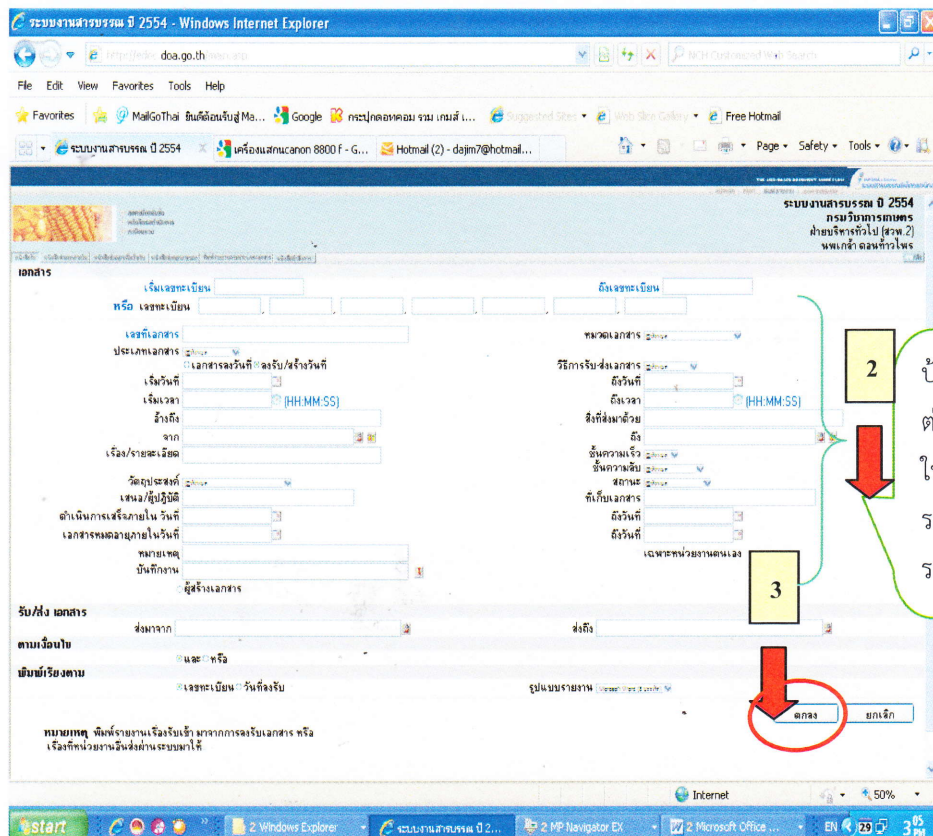 ระบบงานสารบรรณ ปี 2554 - Windows Internet Explorer
doa.go.th
File Edit View Favorites Tools Help
Favorites MailGoThai ยินดีต้อนรับสู่ Ma... Google กระปุกดอทคอม รวม เกมส์ เ... Suggested Sites Web Slice Gallery Free Hotmail
ระบบงานสารบรรณ ปี 2554 เครื่องแสกนcanon 8800 f - G... Hotmail (2) - dajim7@hotmail... Page Safety Tools
ระบบงานสารบรรณ ปี 2554
กรมวิชาการเกษตร
ฝ่ายบริหารทั่วไป (สวพ.2)
นพเกล้า ดอนท้าวไพร
เอกสาร
เริ่มเลขทะเบียน ถึงเลขทะเบียน
หรือ เลขทะเบียน
เลขที่เอกสาร หมวดเอกสาร
ประเภทเอกสาร
เอกสารลงวันที่ ลงรับ/สร้างวันที่ วิธีการรับ-ส่งเอกสาร
เริ่มวันที่ ถึงวันที่
เริ่มเวลา (HH:MM:SS) ถึงเวลา (HH:MM:SS)
อ้างถึง สิ่งที่ส่งมาด้วย
จาก ถึง
เรื่อง/รายละเอียด ชั้นความเร็ว
ชั้นความลับ
วัตถุประสงค์ สถานะ
เสนอ/ผู้ปฏิบัติ ที่เก็บเอกสาร
ดำเนินการเสร็จภายใน วันที่ ถึงวันที่
เอกสารหมดอายุภายในวันที่ ถึงวันที่
หมายเหตุ เฉพาะหน่วยงานตนเอง
บันทึกงาน
ผู้สร้างเอกสาร
2
3
รับ/ส่ง เอกสาร
ส่งมาจาก ส่งถึง
ตามเงื่อนไข
และ หรือ
พิมพ์เรียงตาม
เลขทะเบียน วันที่ลงรับ รูปแบบรายงาน
ตกลง ยกเลิก
หมายเหตุ พิมพ์รายงานเรื่องรับเข้า มาจากการลงรับเอกสาร หรือ
เรื่องที่หน่วยงานอื่นส่งผ่านระบบมาให้
Internet 50%
start 2 Windows Explorer ระบบงานสารบรรณ ปี 2... 2 MP Navigator EX 2 Microsoft Office ... EN 29 3 05 PM